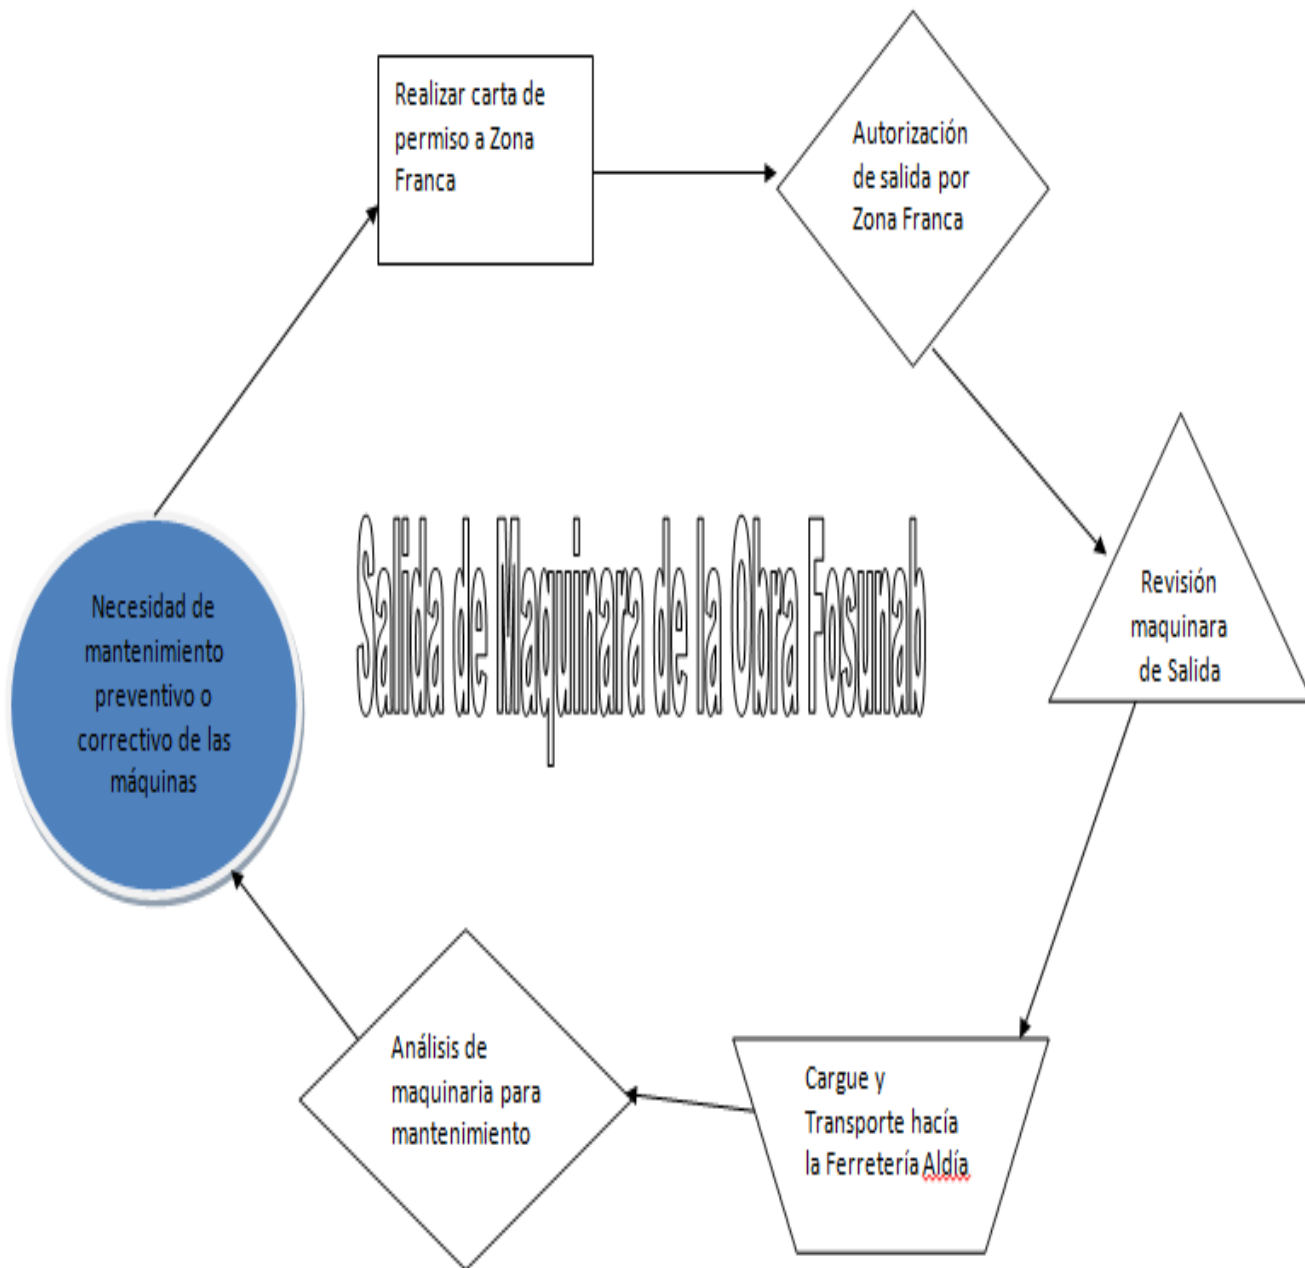 Realizar carta de
permiso a Zona
Franca
Autorización
de salida por
Zona Franca
Salida de Maquinara de la Obra Fosunab
Necesidad de
mantenimiento
preventivo o
correctivo de las
máquinas
Revisión
maquinara
de Salida
Análisis de
maquinaria para
mantenimiento
Cargue y
Transporte hacía
la Ferretería Aldía